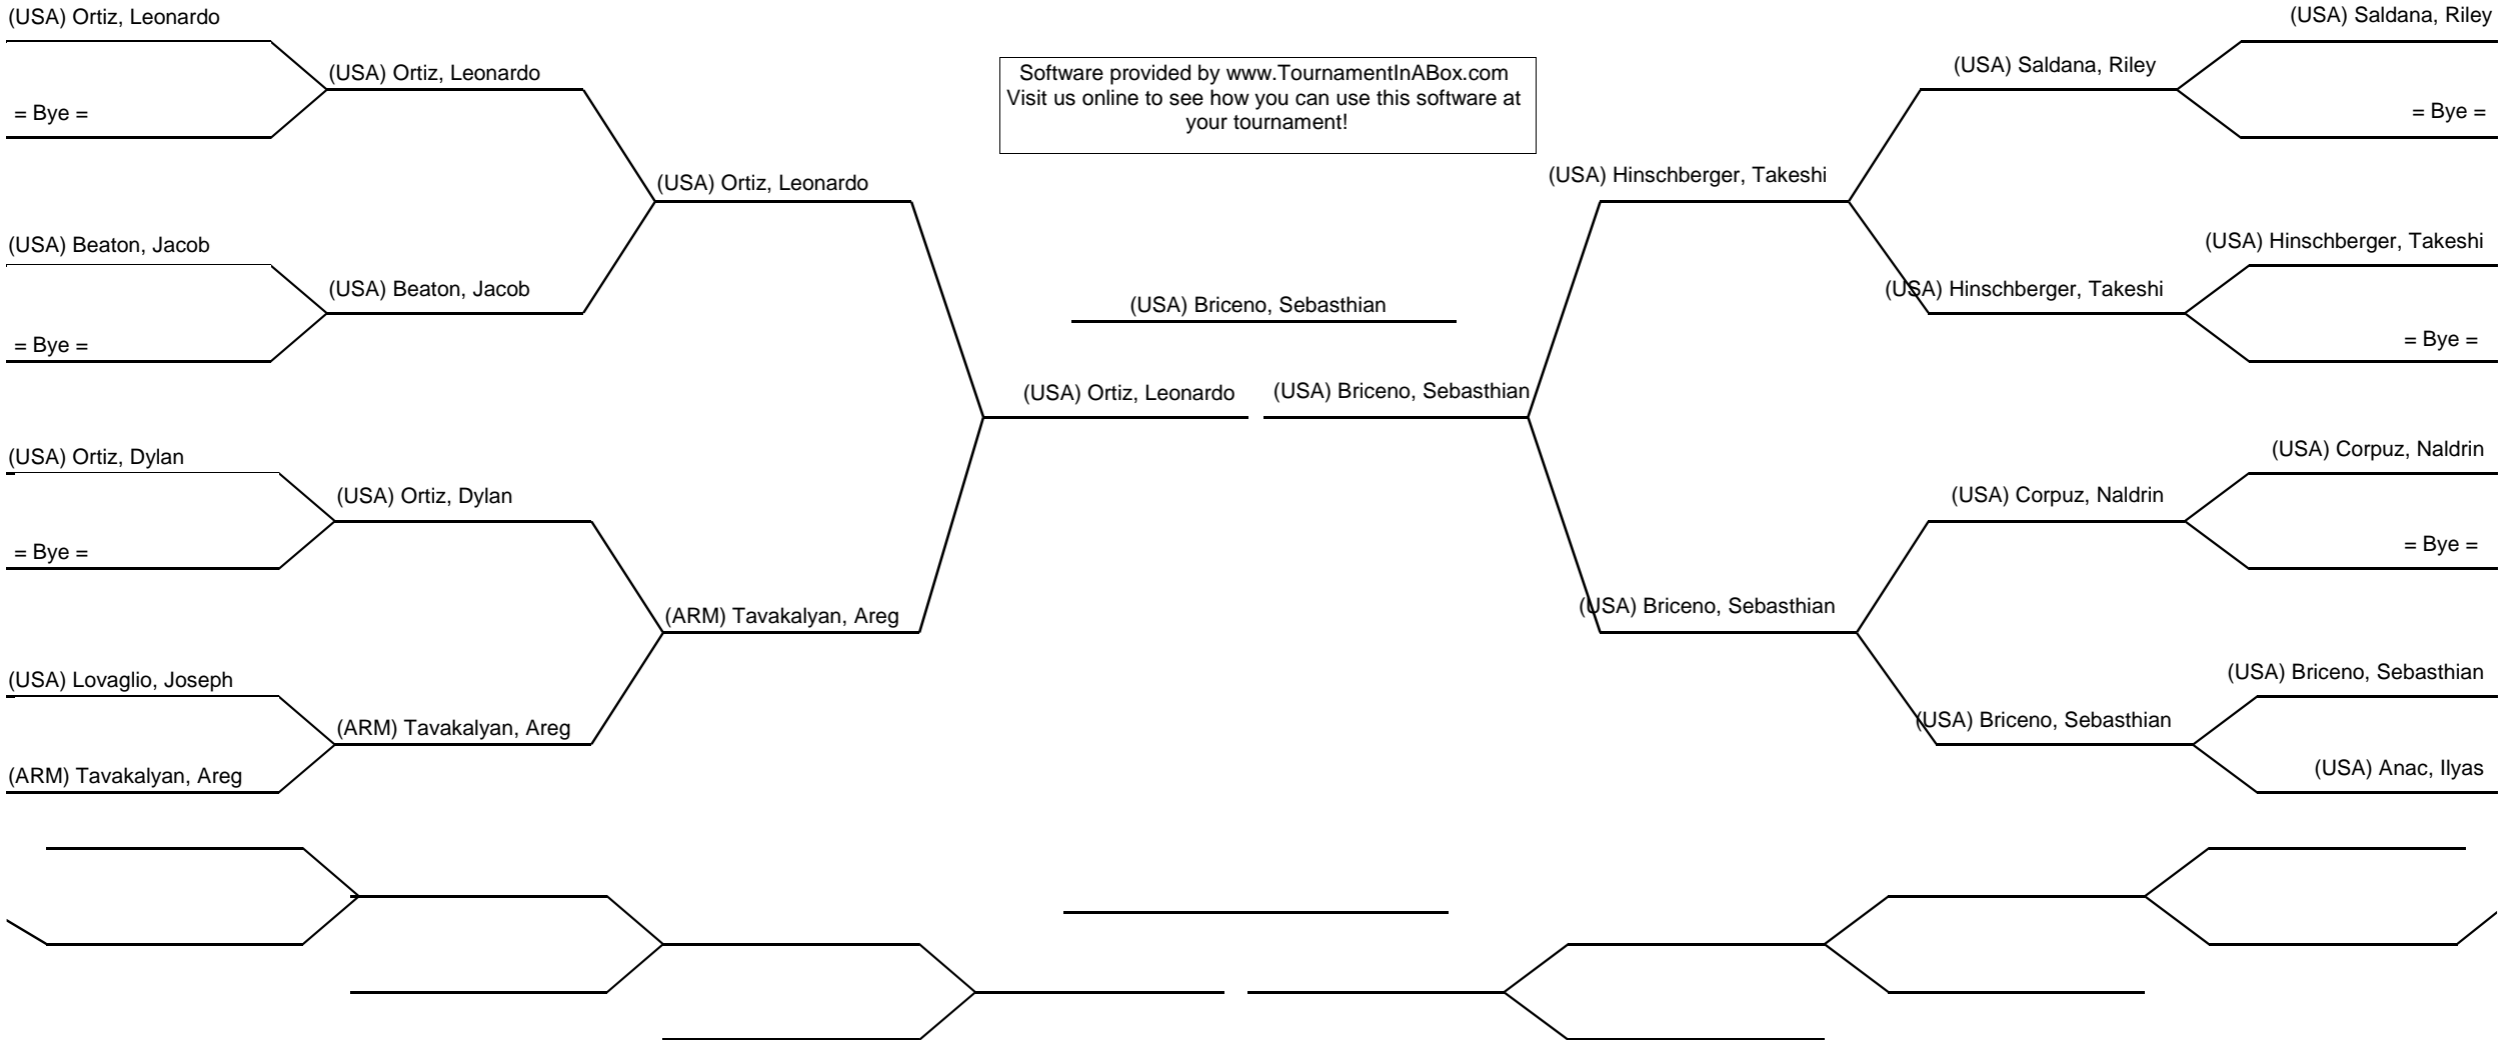 (USA) Ortiz, Leonardo
(USA) Saldana, Riley
(USA) Ortiz, Leonardo
Software provided by www.TournamentInABox.com
Visit us online to see how you can use this software at
your tournament!
(USA) Saldana, Riley
= Bye =
= Bye =
(USA) Ortiz, Leonardo
(USA) Hinschberger, Takeshi
(USA) Beaton, Jacob
(USA) Hinschberger, Takeshi
(USA) Beaton, Jacob
(USA) Briceno, Sebasthian
(USA) Hinschberger, Takeshi
= Bye =
= Bye =
(USA) Ortiz, Leonardo
(USA) Briceno, Sebasthian
(USA) Ortiz, Dylan
(USA) Corpuz, Naldrin
(USA) Ortiz, Dylan
(USA) Corpuz, Naldrin
= Bye =
= Bye =
(ARM) Tavakalyan, Areg
(USA) Briceno, Sebasthian
(USA) Lovaglio, Joseph
(USA) Briceno, Sebasthian
(ARM) Tavakalyan, Areg
(USA) Briceno, Sebasthian
(ARM) Tavakalyan, Areg
(USA) Anac, Ilyas